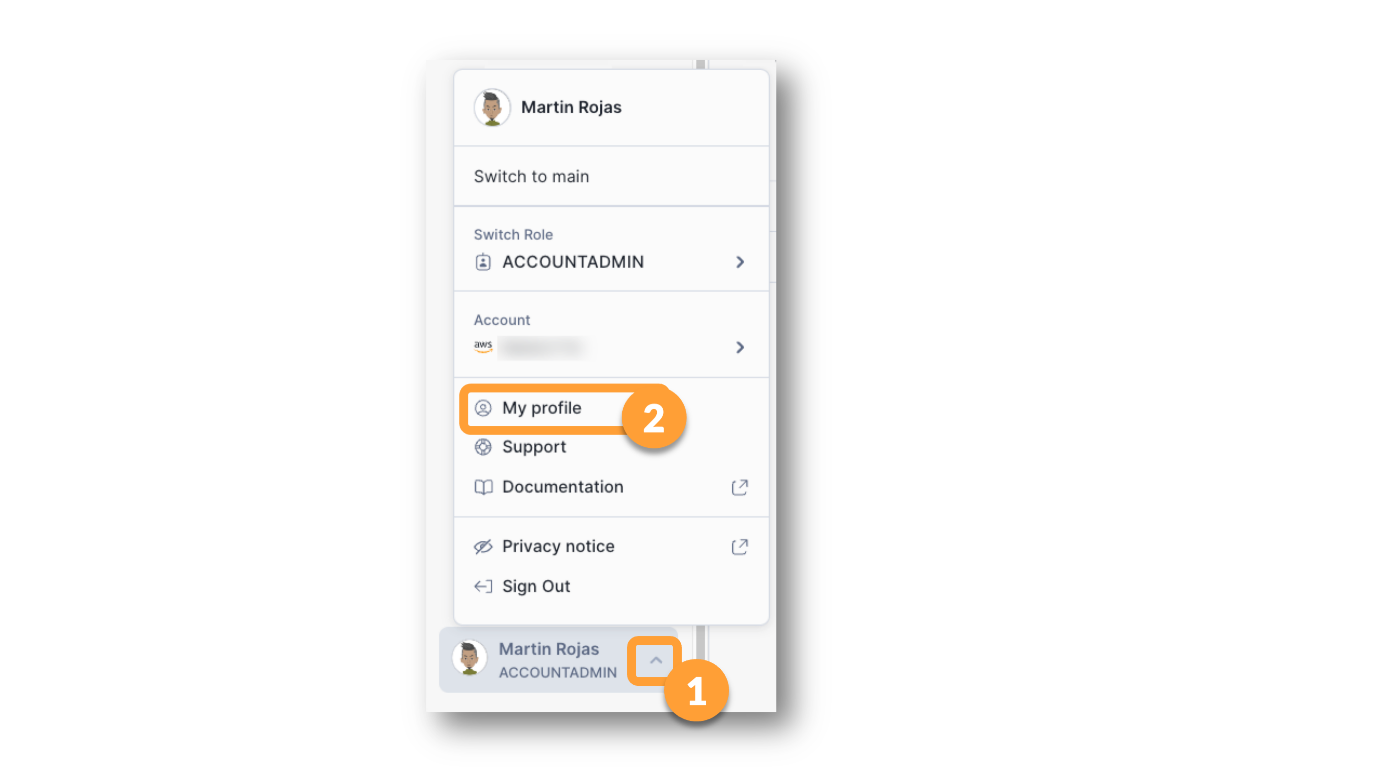 Martin Rojas
Switch to main
Switch Role
ACCOUNTADMIN
Account
aws
My profile
2
Support
Documentation
Privacy notice
Sign Out
Martin Rojas
ACCOUNTADMIN
1